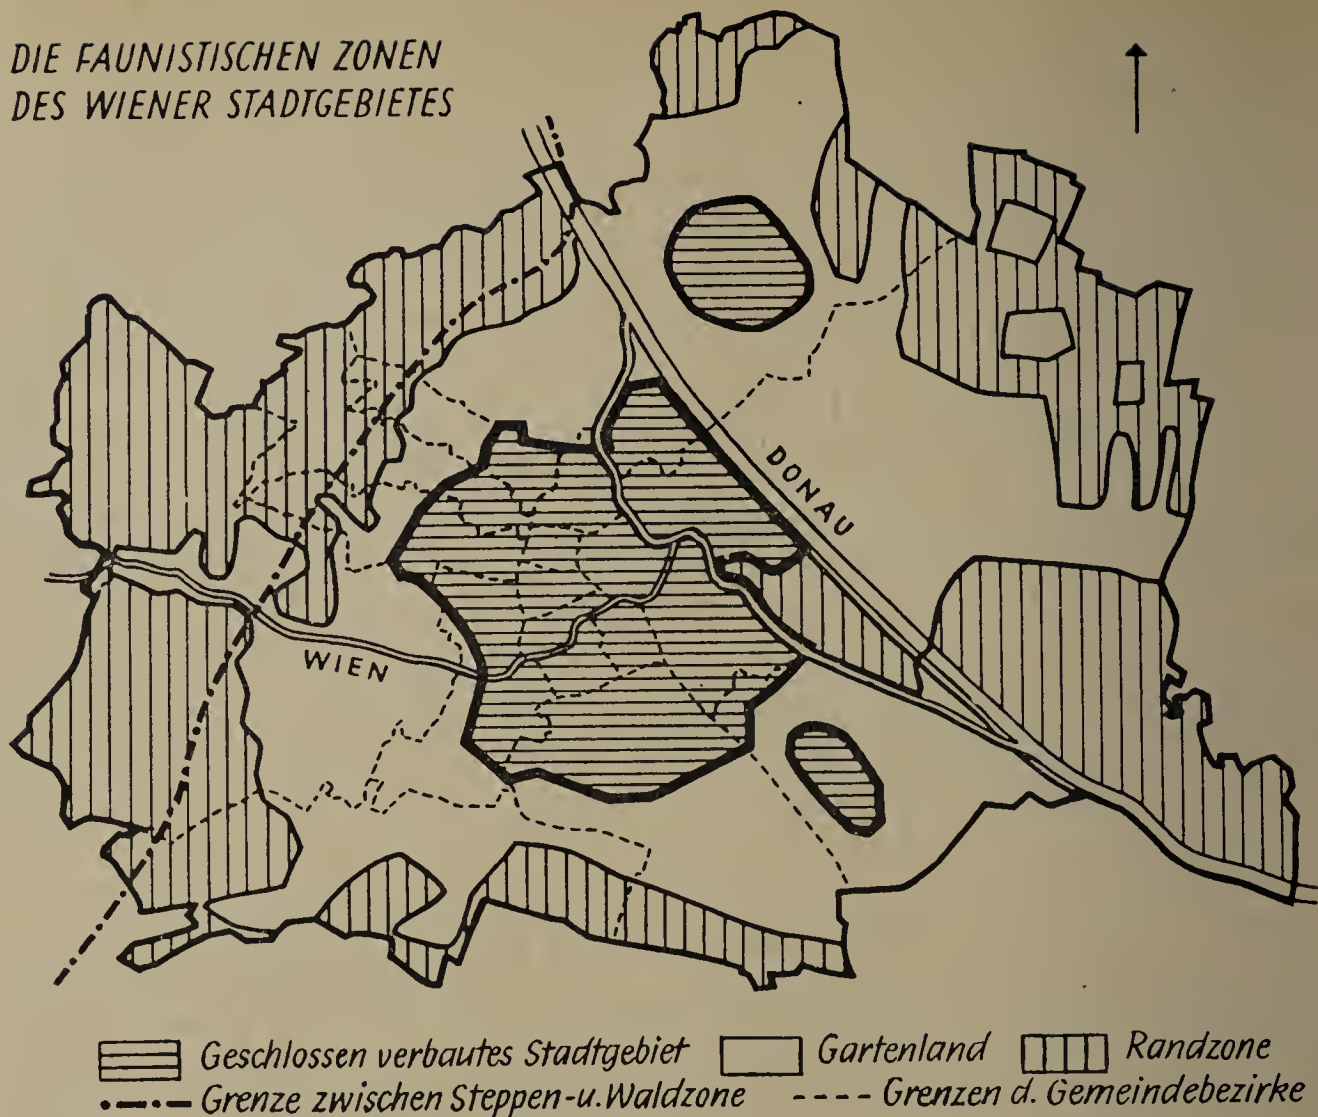 DIE FAUNISTISCHEN ZONEN
DES WIENER STADTGEBIETES
DONAU
WIEN
Geschlossen verbautes Stadtgebiet Gartenland Randzone
Grenze zwischen Steppen-u. Waldzone Grenzen d. Gemeindebezirke